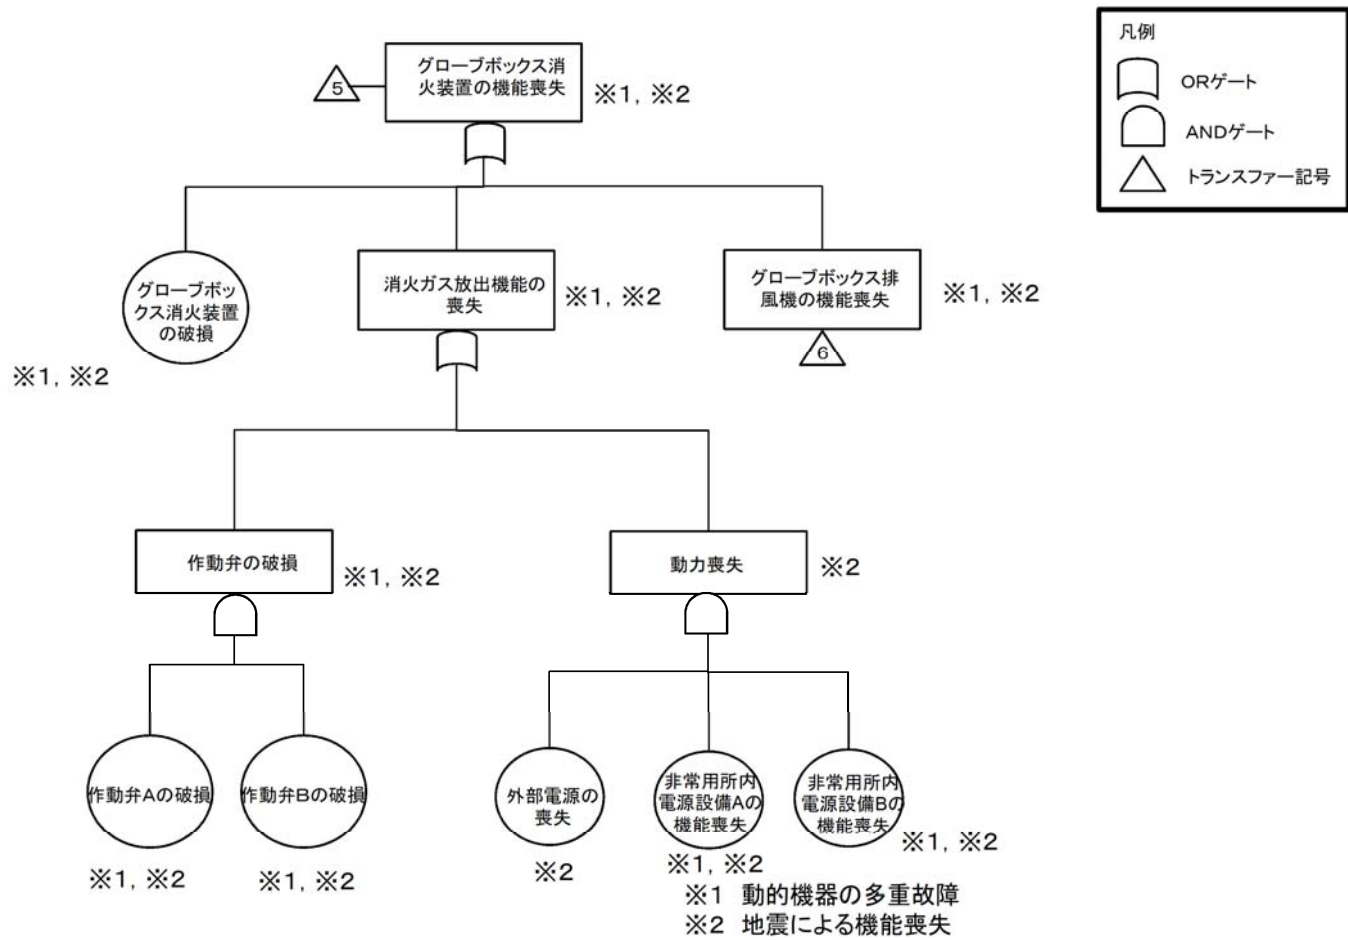 凡例
ORゲート
ANDゲート
トランスファー記号
5
グローブボックス消
火装置の機能喪失
※1, ※2
グローブボッ
クス消火装置
の破損
※1, ※2
消火ガス放出機能の
喪失
※1, ※2
グローブボックス排
風機の機能喪失
※1, ※2
6
作動弁の破損
※1, ※2
動力喪失
※2
作動弁Aの破損
※1, ※2
作動弁Bの破損
※1, ※2
外部電源の
喪失
※2
非常用所内
電源設備Aの
機能喪失
※1, ※2
非常用所内
電源設備Bの
機能喪失
※1, ※2
※1 動的機器の多重故障
※2 地震による機能喪失